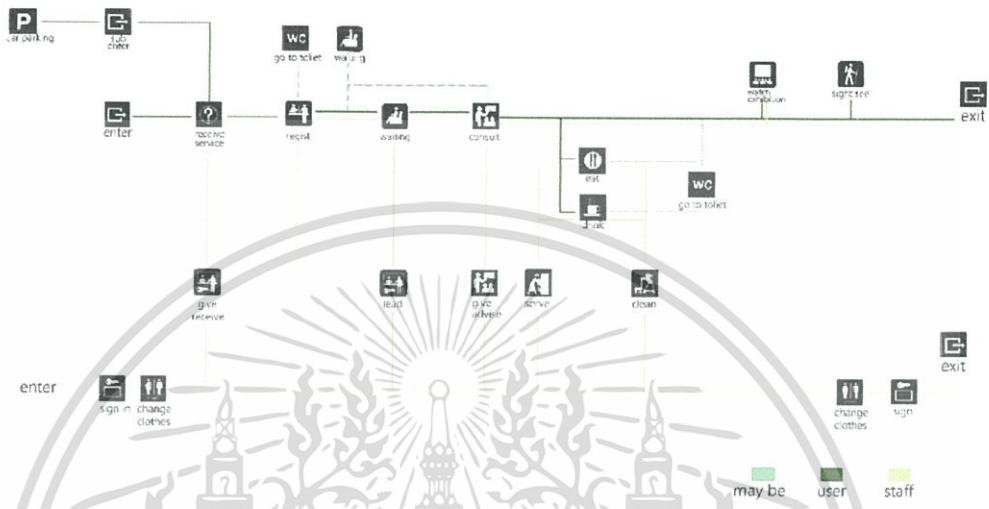 P
car parking
sub
enter
WC
go to toliet
waiting
enter
?
receive
service
regist
waiting
consult
watch
exhibition
sight see
exit
eat
drink
WC
go to toliet
give
receive
lead
give
advise
serve
clean
exit
enter
sign in
change
clothes
change
clothes
sign
may be
user
staff